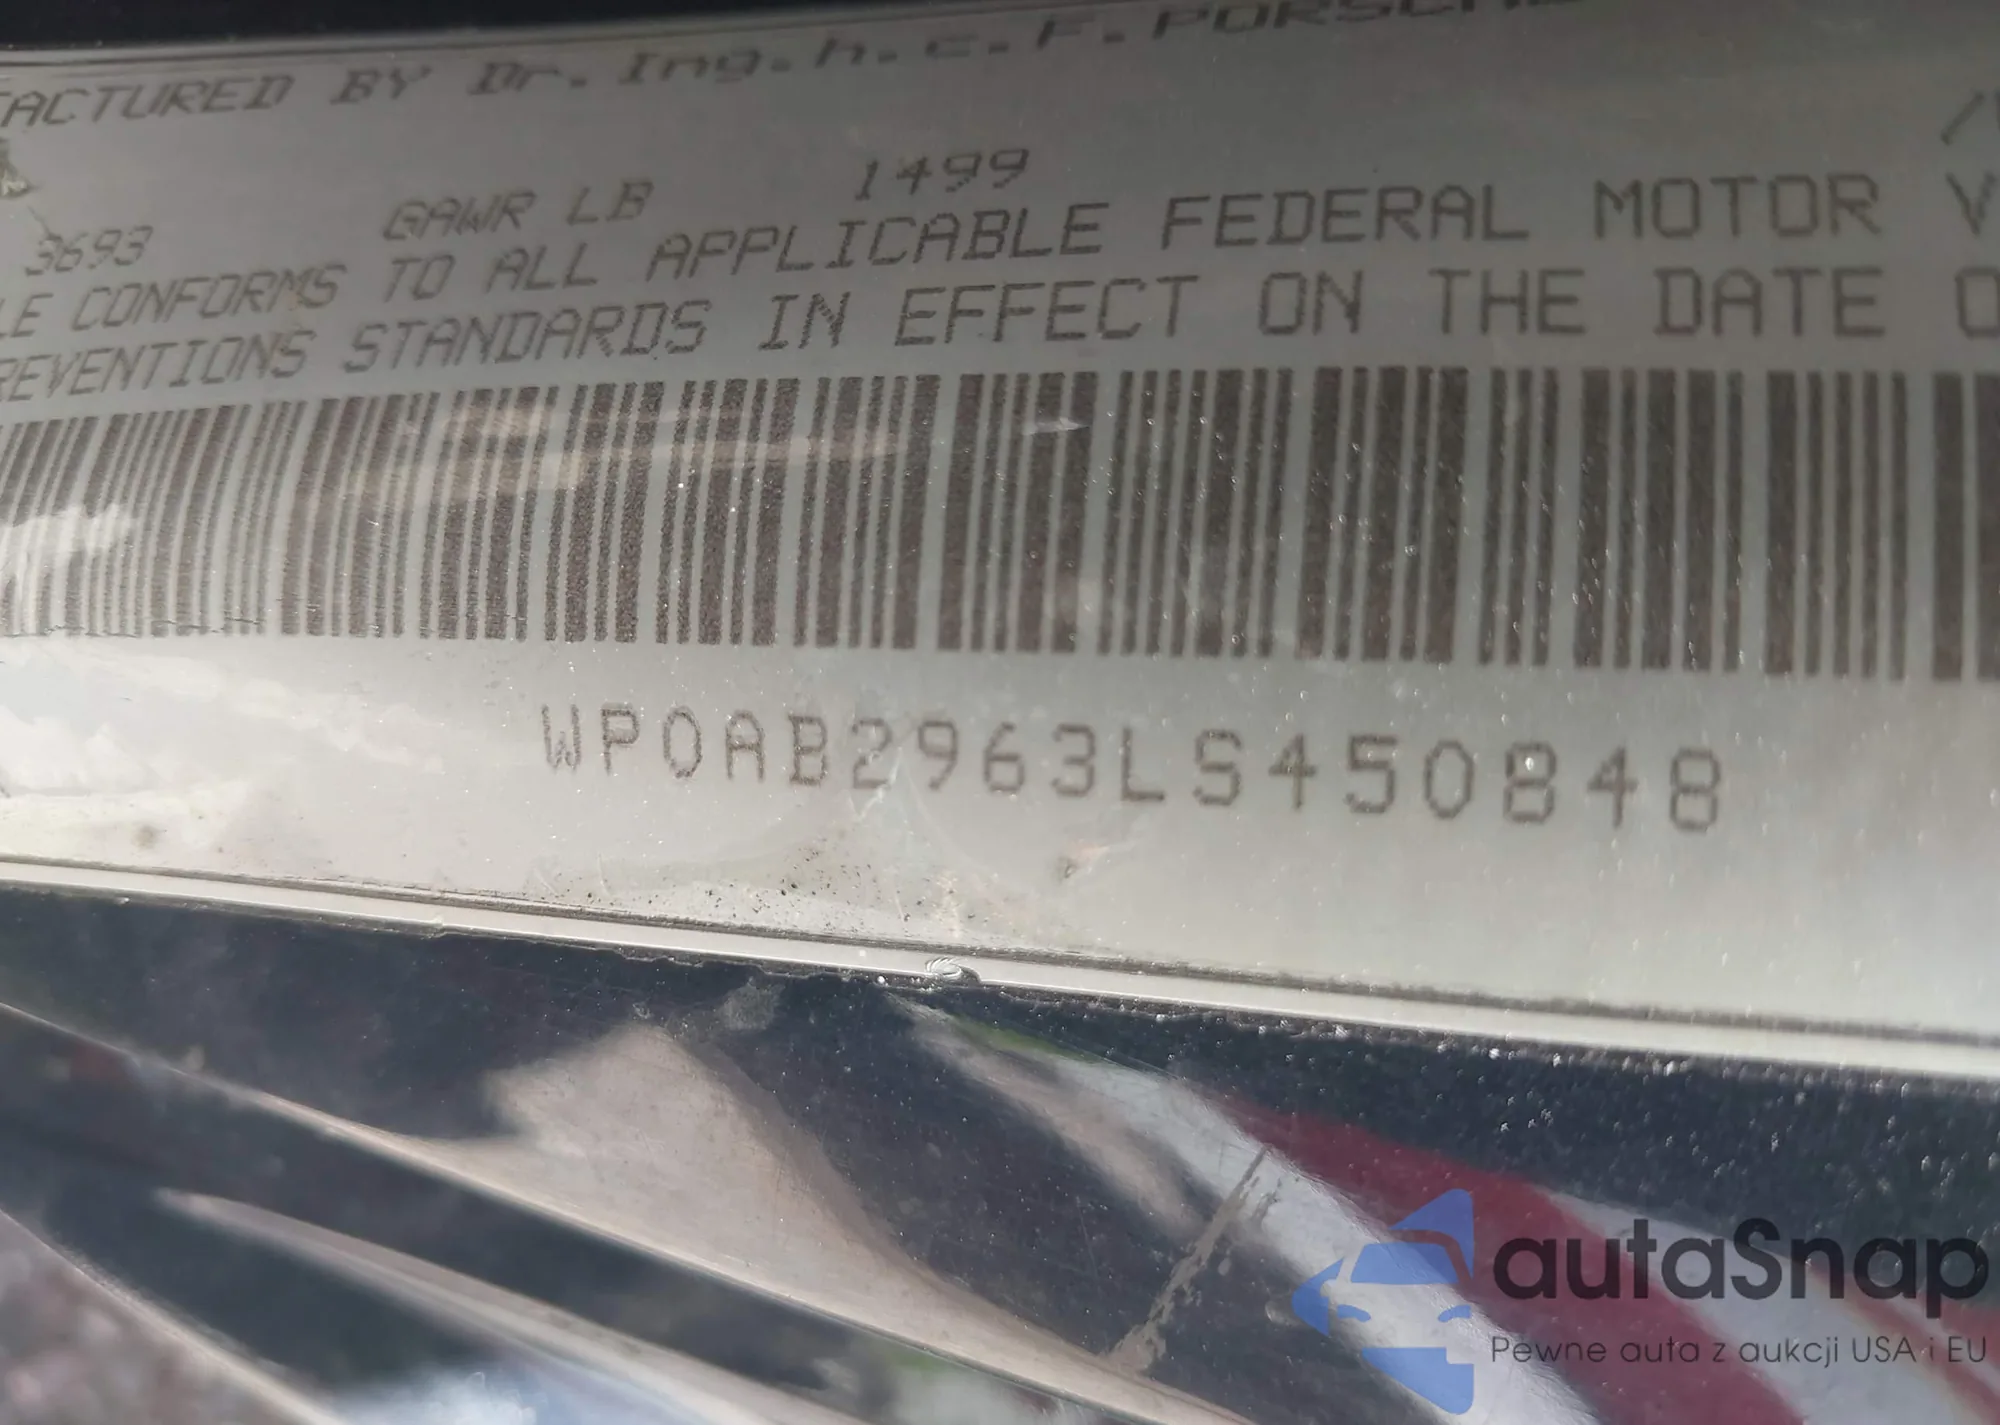 FACTURED BY Dr.Ing.h.c.F.PORSCHE
3693 GAWR LB 1499
LE CONFORMS TO ALL APPLICABLE FEDERAL MOTOR V
REVENTIONS STANDARDS IN EFFECT ON THE DATE O
WP0AB2963LS450848
autaSnap
Pewne auta z aukcji USA i EU